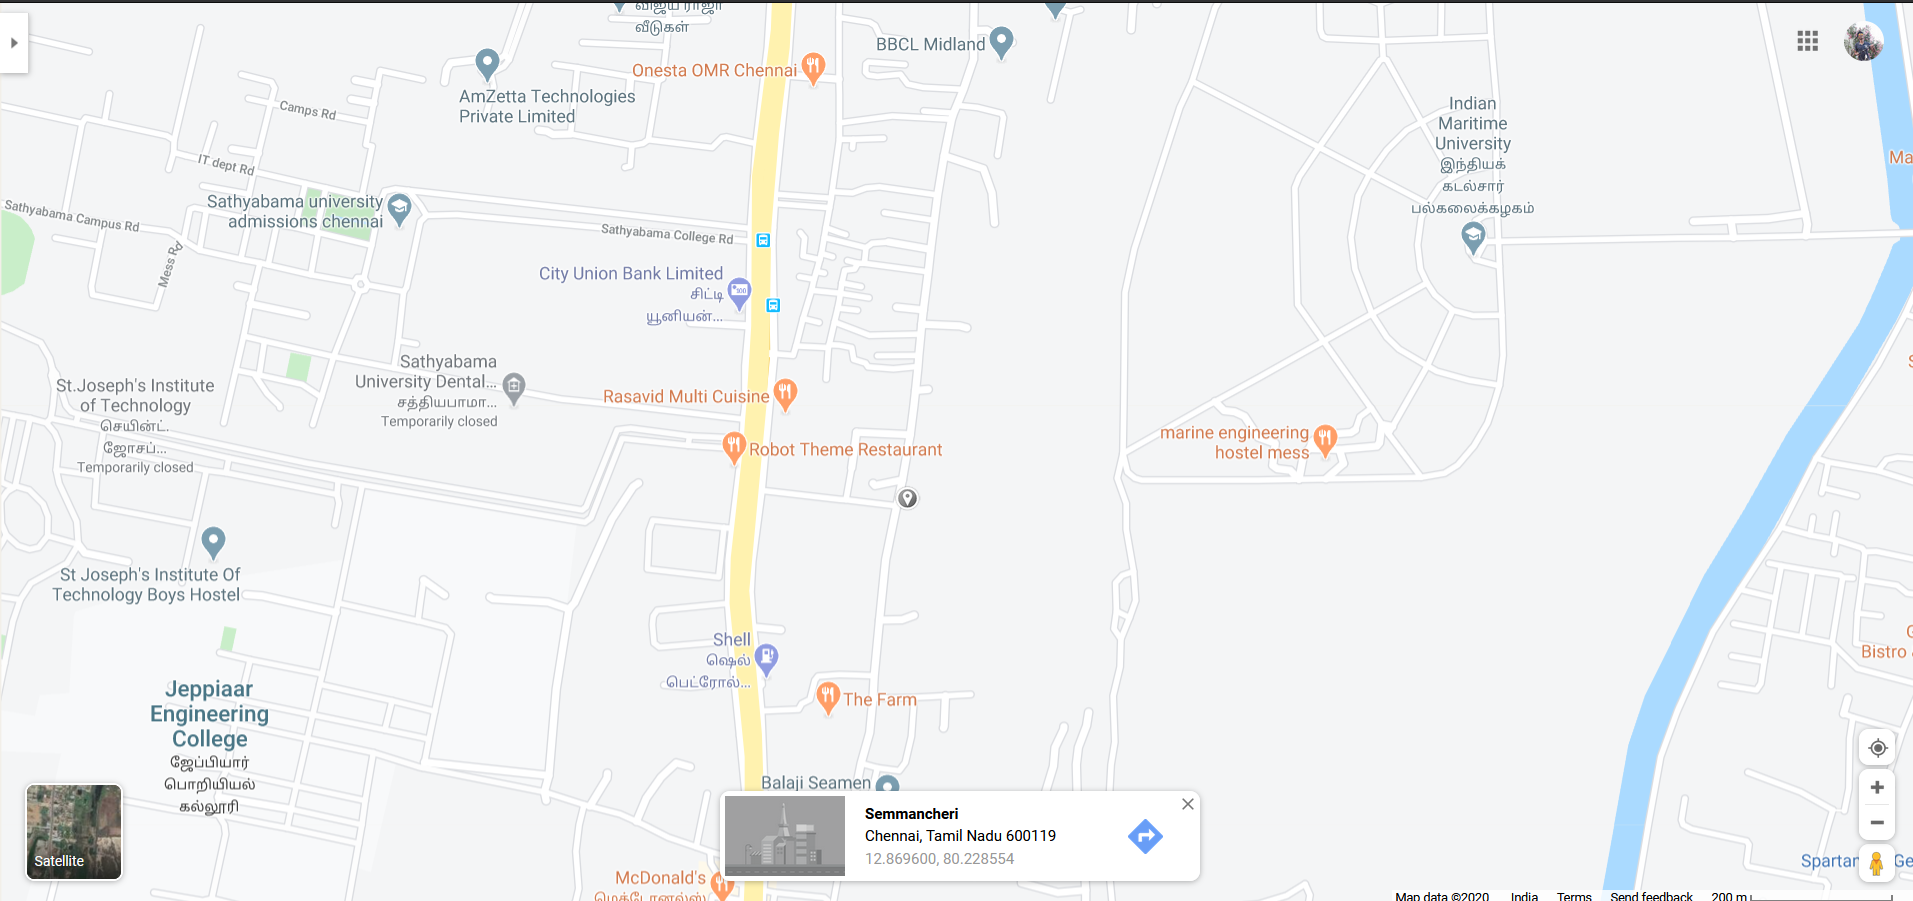 விஜய ராஜா
வீடுகள்
BBCL Midland
Onesta OMR Chennai
AmZetta Technologies
Private Limited
Camps Rd
Indian
Maritime
University
இந்தியக்
கடல்சார்
பல்கலைக்கழகம்
IT dept Rd
Ma
Sathyabama university
admissions chennai
Sathyabama Campus Rd
Mess Rd
Sathyabama College Rd
City Union Bank Limited
சிட்டி
யூனியன்...
Sathyabama
University Dental...
சத்தியபாமா...
Temporarily closed
St.Joseph's Institute
of Technology
செயின்ட்.
ஜோசப்...
Temporarily closed
Rasavid Multi Cuisine
Robot Theme Restaurant
marine engineering
hostel mess
St Joseph's Institute Of
Technology Boys Hostel
Shell
ஷெல்
பெட்ரோல்...
Bistro
The Farm
Jeppiaar
Engineering
College
ஜேப்பியார்
பொறியியல்
கல்லூரி
Balaji Seamen
Semmancheri
Chennai, Tamil Nadu 600119
12.869600, 80.228554
Satellite
Spartan
Ge
McDonald's
மெக்டோனல்ஸ்
Map data ©2020 India Terms Send feedback 200 m